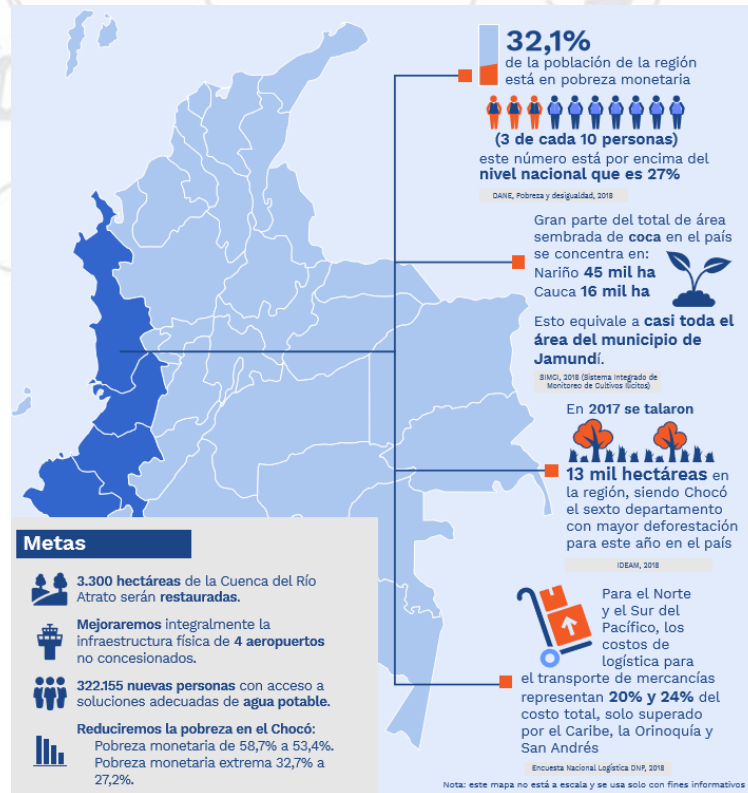 32,1%
de la población de la región
está en pobreza monetaria
(3 de cada 10 personas)
este número está por encima del
nivel nacional que es 27%
DANE, Pobreza y desigualdad, 2018
Gran parte del total de área
sembrada de coca en el país
se concentra en:
Nariño 45 mil ha
Cauca 16 mil ha
Esto equivale a casi toda el
área del municipio de
Jamundí.
SIMCI, 2018 (Sistema Integrado de
Monitoreo de Cultivos Ilícitos)
En 2017 se talaron
13 mil hectáreas en
la región, siendo Chocó
el sexto departamento
con mayor deforestación
para este año en el país
IDEAM, 2018
Para el Norte
y el Sur del
Pacífico, los
costos de
logística para
el transporte de mercancías
representan 20% y 24% del
costo total, solo superado
por el Caribe, la Orinoquía y
San Andrés
Encuesta Nacional Logística DNP, 2018
Nota: este mapa no está a escala y se usa solo con fines informativos
Metas
3.300 hectáreas de la Cuenca del Río
Atrato serán restauradas.
Mejoraremos integralmente la
infraestructura física de 4 aeropuertos
no concesionados.
322.155 nuevas personas con acceso a
soluciones adecuadas de agua potable.
Reduciremos la pobreza en el Chocó:
Pobreza monetaria de 58,7% a 53,4%.
Pobreza monetaria extrema 32,7% a
27,2%.